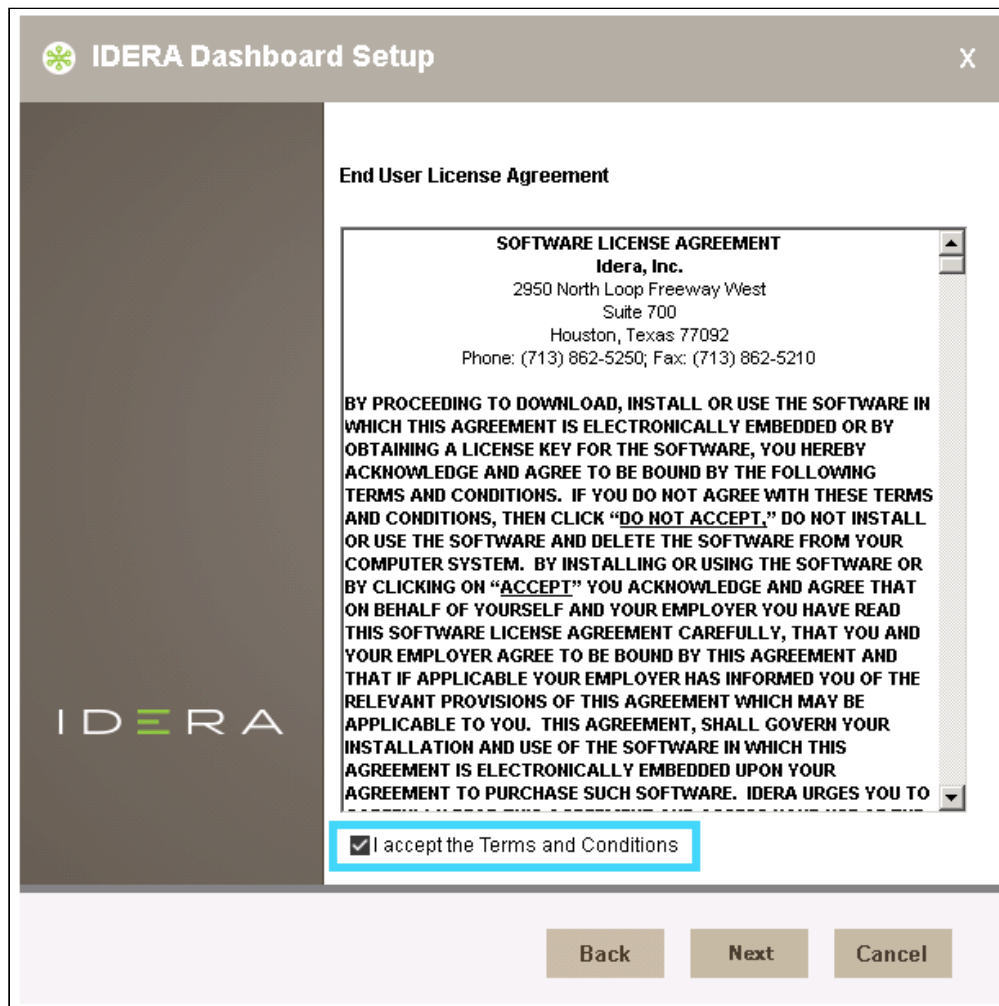 IDERA Dashboard Setup
X
End User License Agreement
SOFTWARE LICENSE AGREEMENT
Idera, Inc.
2950 North Loop Freeway West
Suite 700
Houston, Texas 77092
Phone: (713) 862-5250; Fax: (713) 862-5210
BY PROCEEDING TO DOWNLOAD, INSTALL OR USE THE SOFTWARE IN
WHICH THIS AGREEMENT IS ELECTRONICALLY EMBEDDED OR BY
OBTAINING A LICENSE KEY FOR THE SOFTWARE, YOU HEREBY
ACKNOWLEDGE AND AGREE TO BE BOUND BY THE FOLLOWING
TERMS AND CONDITIONS. IF YOU DO NOT AGREE WITH THESE TERMS
AND CONDITIONS, THEN CLICK “DO NOT ACCEPT,” DO NOT INSTALL
OR USE THE SOFTWARE AND DELETE THE SOFTWARE FROM YOUR
COMPUTER SYSTEM. BY INSTALLING OR USING THE SOFTWARE OR
BY CLICKING ON “ACCEPT” YOU ACKNOWLEDGE AND AGREE THAT
ON BEHALF OF YOURSELF AND YOUR EMPLOYER YOU HAVE READ
THIS SOFTWARE LICENSE AGREEMENT CAREFULLY, THAT YOU AND
YOUR EMPLOYER AGREE TO BE BOUND BY THIS AGREEMENT AND
THAT IF APPLICABLE YOUR EMPLOYER HAS INFORMED YOU OF THE
RELEVANT PROVISIONS OF THIS AGREEMENT WHICH MAY BE
APPLICABLE TO YOU. THIS AGREEMENT, SHALL GOVERN YOUR
INSTALLATION AND USE OF THE SOFTWARE IN WHICH THIS
AGREEMENT IS ELECTRONICALLY EMBEDDED UPON YOUR
AGREEMENT TO PURCHASE SUCH SOFTWARE. IDERA URGES YOU TO
IDERA
I accept the Terms and Conditions
Back
Next
Cancel